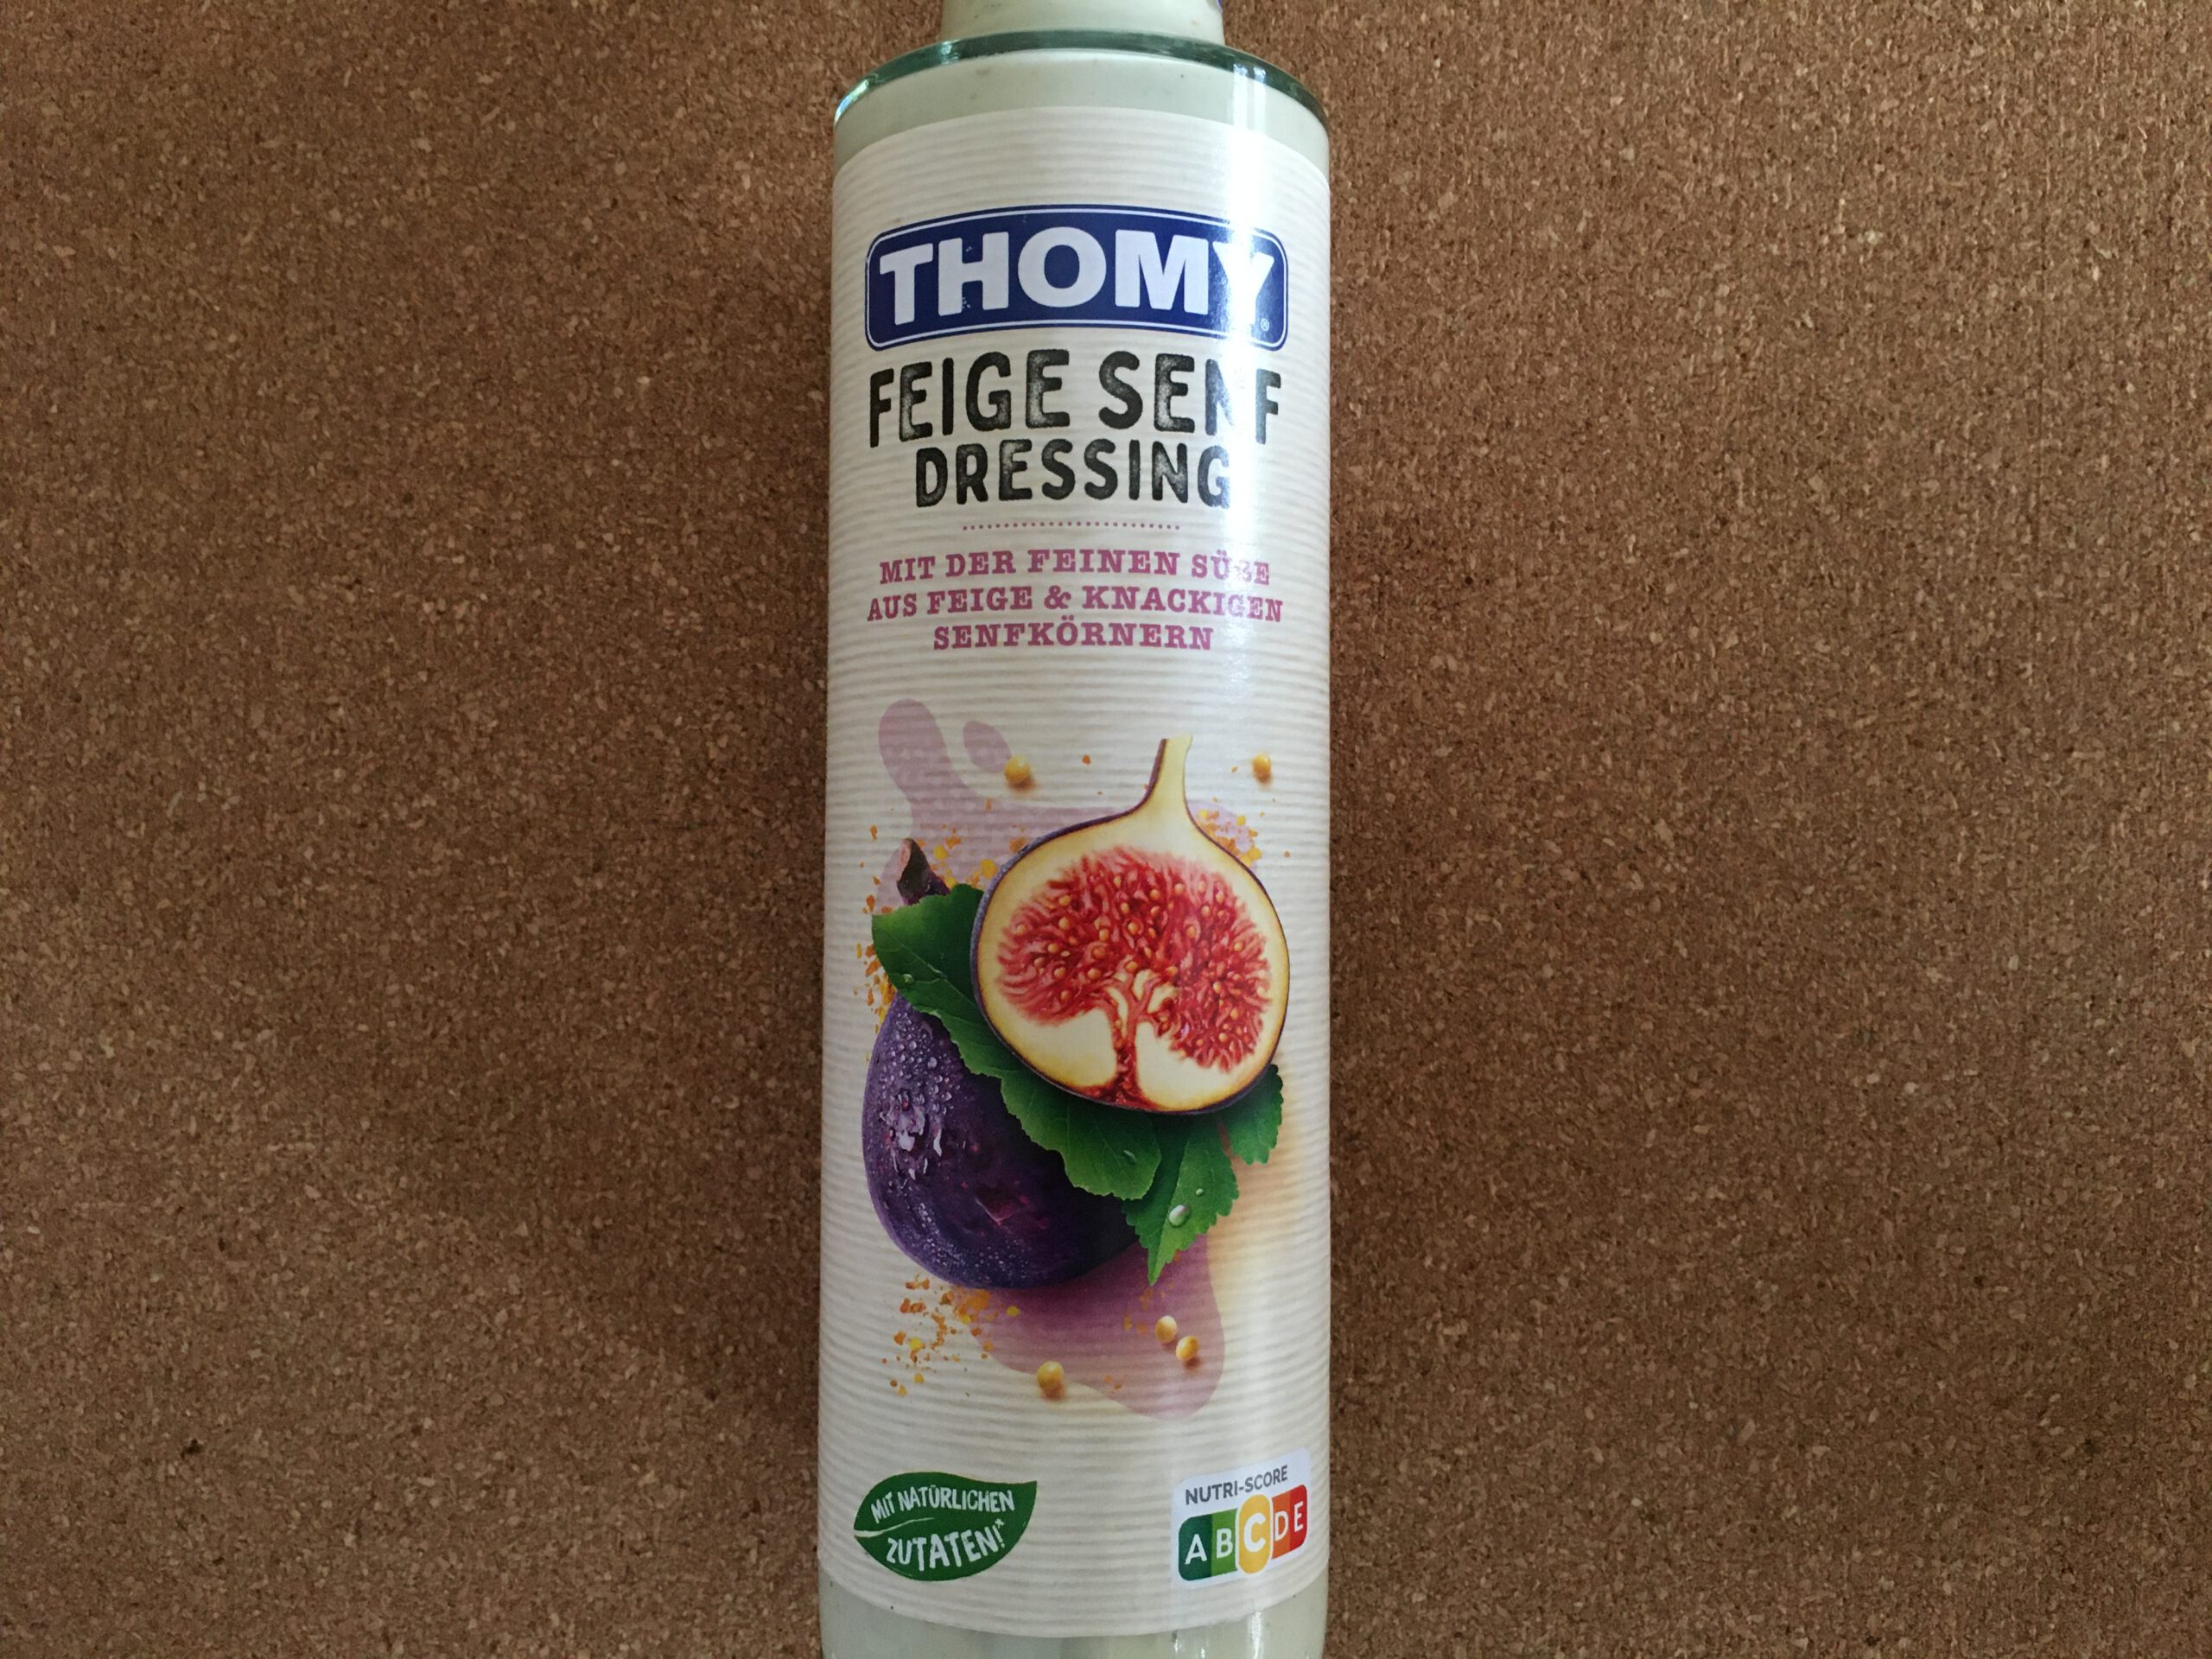 THOMY®
FEIGE SENF
DRESSING
MIT DER FEINEN SÜẞE
AUS FEIGE & KNACKIGEN
SENFKÖRNERN
MIT NATÜRLICHEN
ZUTATEN!*
NUTRI-SCORE
A B C D E